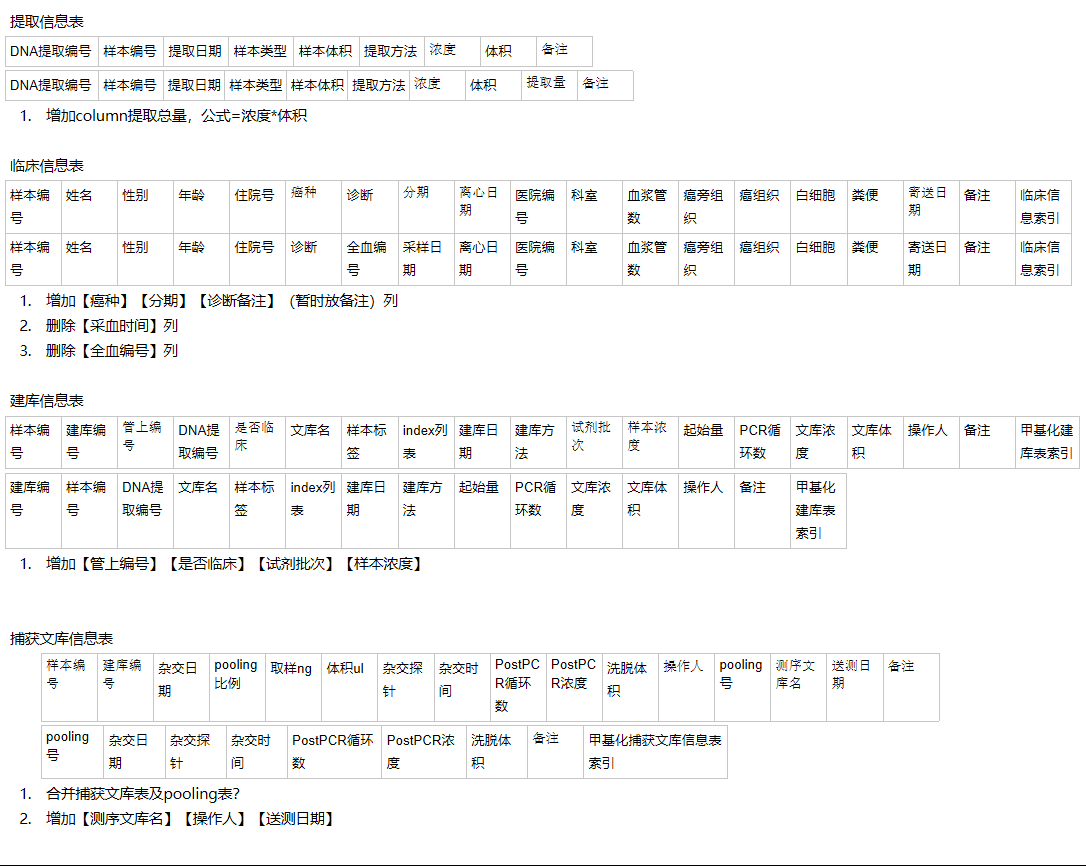 提取信息表
DNA提取编号 样本编号 提取日期 样本类型 样本体积 提取方法 浓度 体积 备注
DNA提取编号 样本编号 提取日期 样本类型 样本体积 提取方法 浓度 体积 提取量 备注
1. 增加column提取总量，公式=浓度*体积
临床信息表
样本编号 姓名 性别 年龄 住院号 癌种 诊断 分期 离心日期 医院编号 科室 血浆管数 癌旁组织 癌组织 白细胞 粪便 寄送日期 备注 临床信息索引
样本编号 姓名 性别 年龄 住院号 诊断 全血编号 采样日期 离心日期 医院编号 科室 血浆管数 癌旁组织 癌组织 白细胞 粪便 寄送日期 备注 临床信息索引
1. 增加【癌种】【分期】【诊断备注】（暂时放备注）列
2. 删除【采血时间】列
3. 删除【全血编号】列
建库信息表
样本编号 建库编号 管上编号 DNA提取编号 是否临床 文库名 样本标签 index列表 建库日期 建库方法 试剂批次 样本浓度 起始量 PCR循环数 文库浓度 文库体积 操作人 备注 甲基化建库表索引
建库编号 样本编号 DNA提取编号 文库名 样本标签 index列表 建库日期 建库方法 起始量 PCR循环数 文库浓度 文库体积 操作人 备注 甲基化建库表索引
1. 增加【管上编号】【是否临床】【试剂批次】【样本浓度】
捕获文库信息表
样本编号 建库编号 杂交日期 pooling比例 取样ng 体积ul 杂交探针 杂交时间 PostPCR循环数 PostPCR浓度 洗脱体积 操作人 pooling号 测序文库名 送测日期 备注
pooling号 杂交日期 杂交探针 杂交时间 PostPCR循环数 PostPCR浓度 洗脱体积 备注 甲基化捕获文库信息表索引
1. 合并捕获文库表及pooling表？
2. 增加【测序文库名】【操作人】【送测日期】